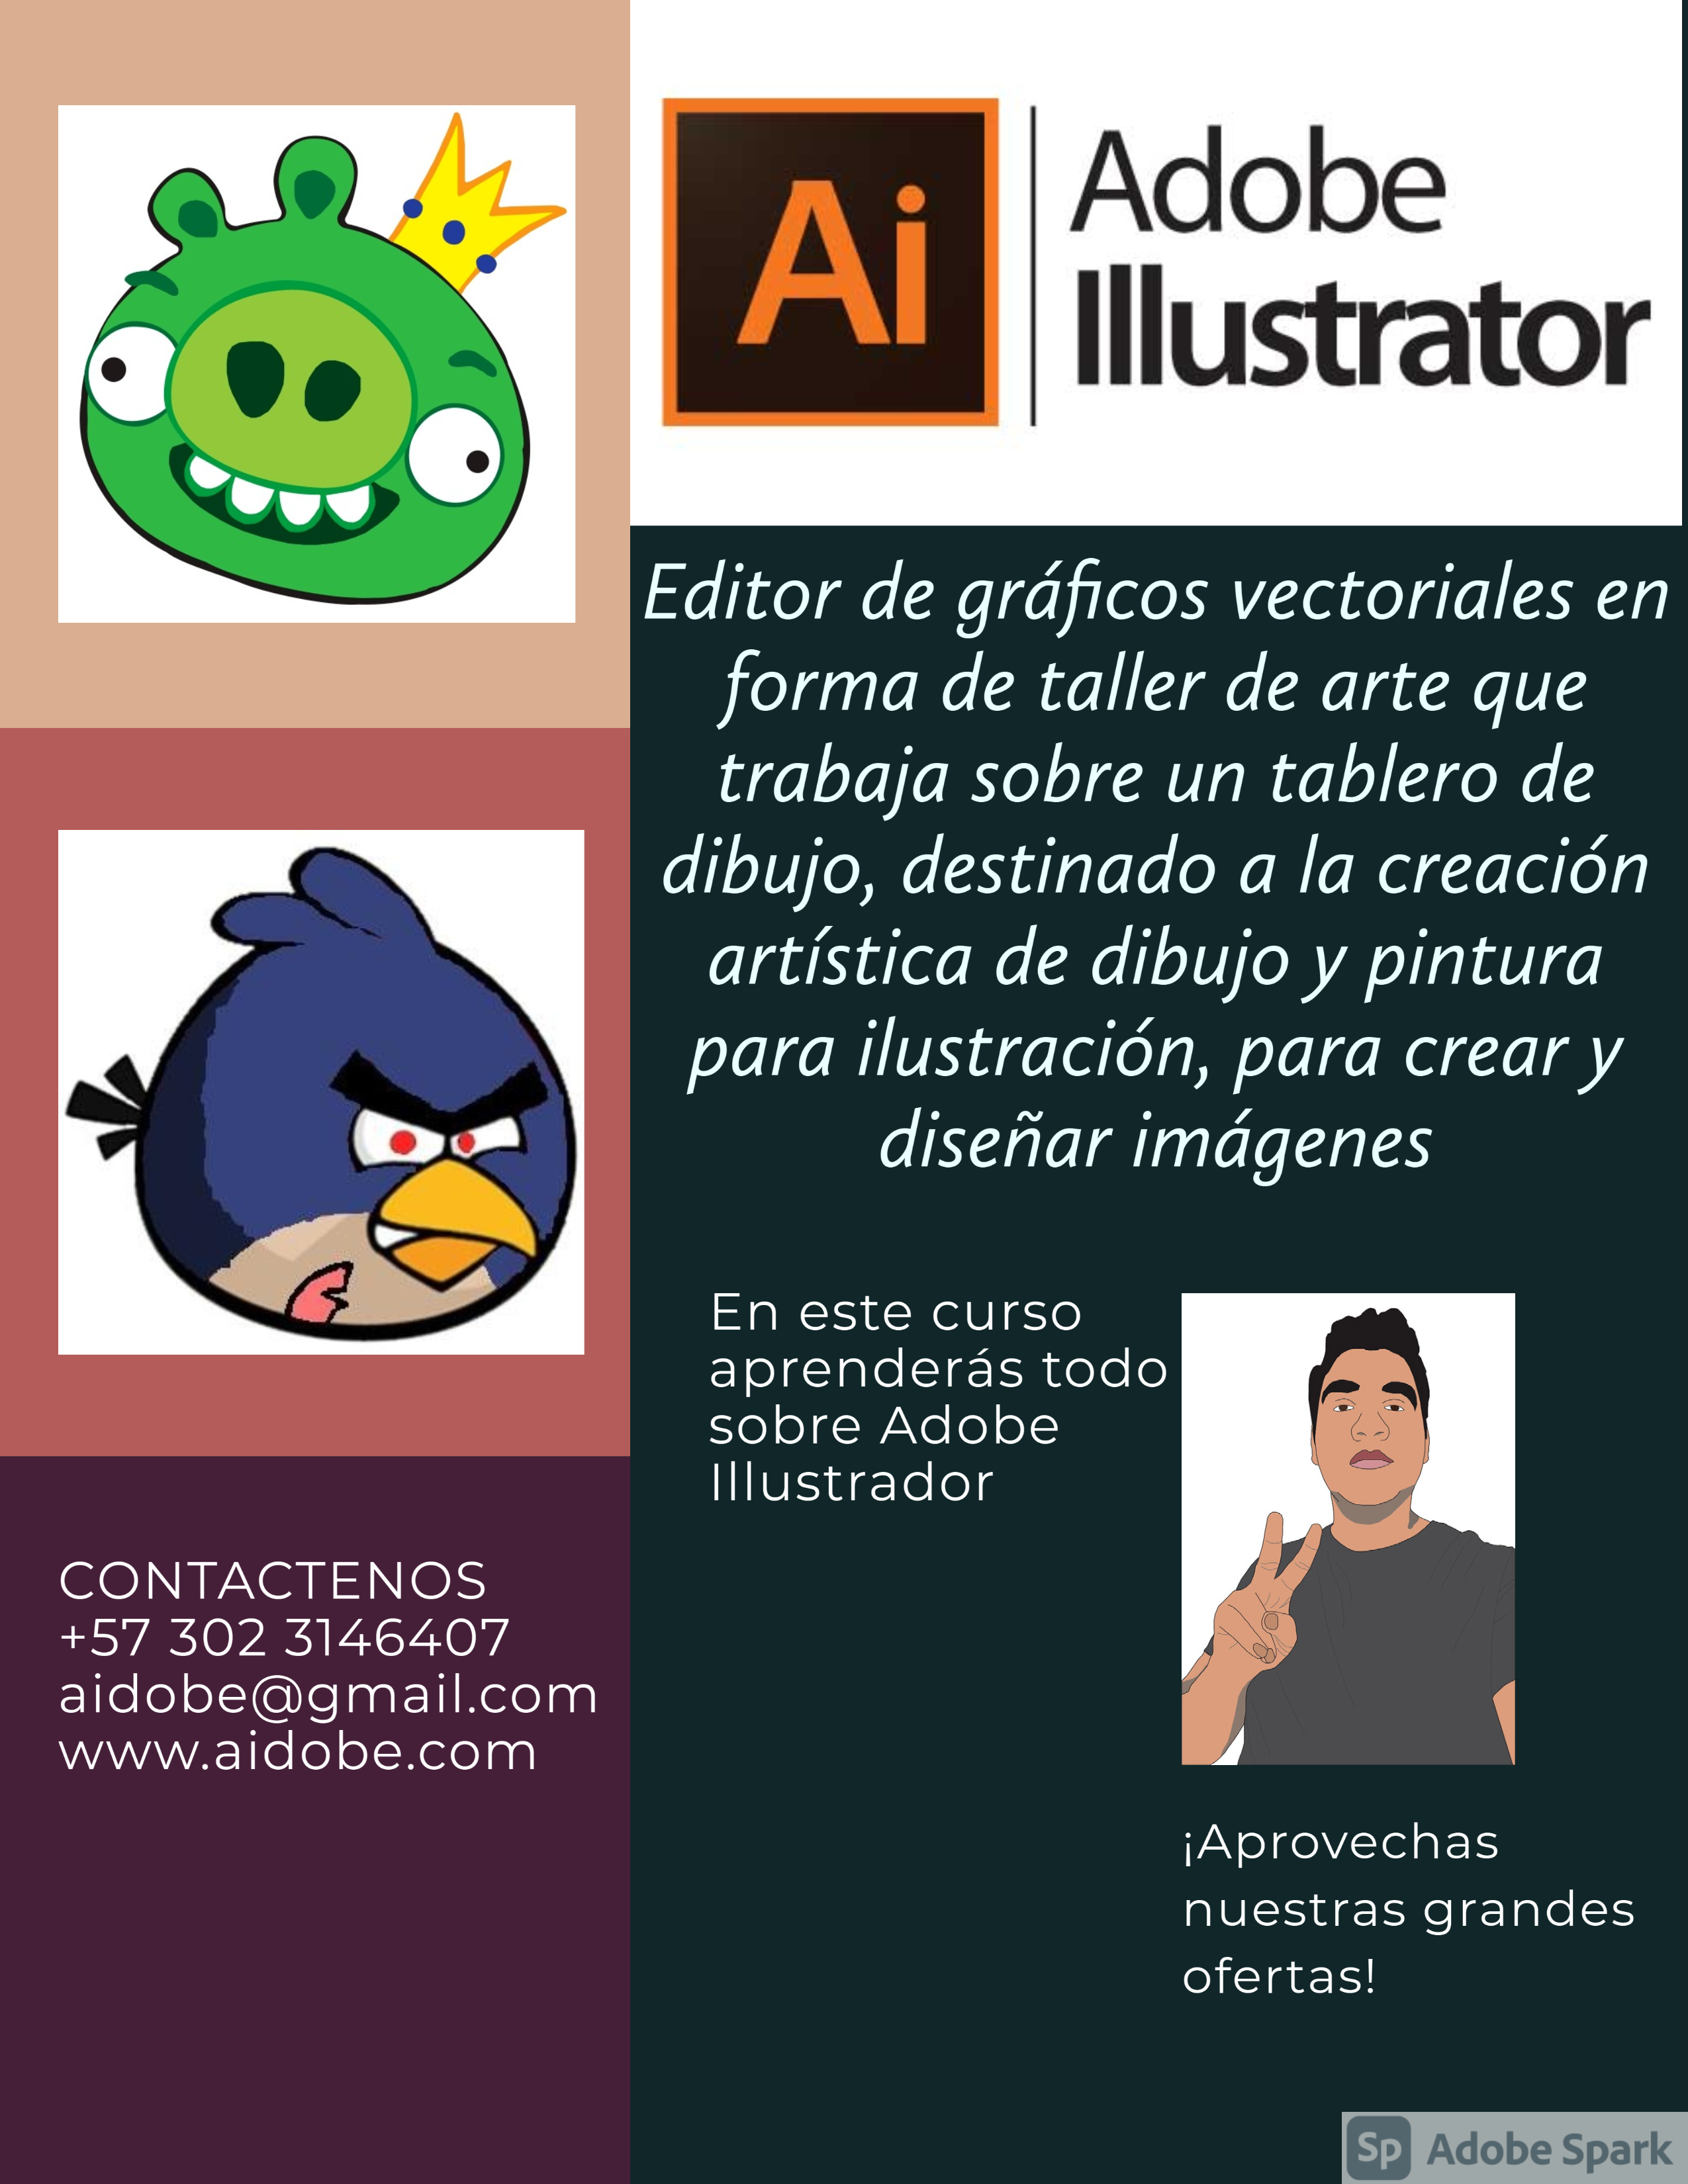 Ai
Adobe
Illustrator
Editor de gráficos vectoriales en
forma de taller de arte que
trabaja sobre un tablero de
dibujo, destinado a la creación
artística de dibujo y pintura
para ilustración, para crear y
diseñar imágenes
En este curso
aprenderás todo
sobre Adobe
Illustrador
CONTACTENOS
+57 302 3146407
aidobe@gmail.com
www.aidobe.com
¡Aprovechas
nuestras grandes
ofertas!
Sp Adobe Spark